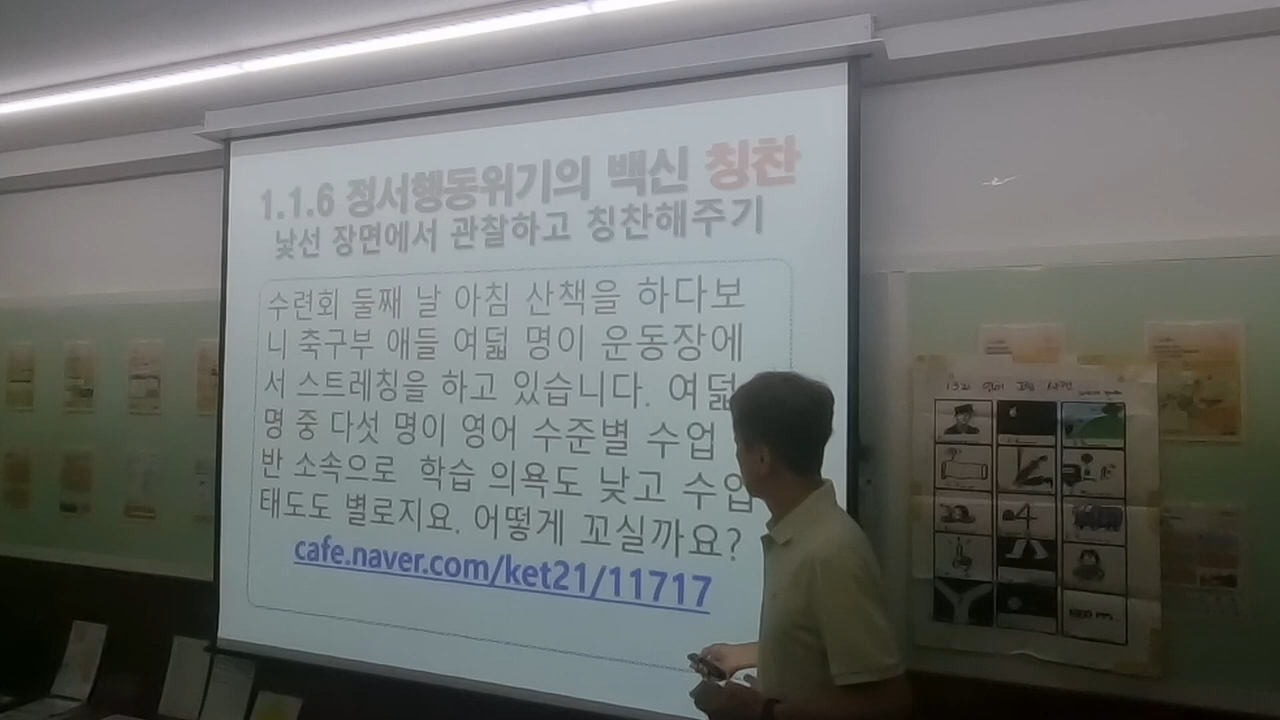 1.1.6 정서행동위기의 백신 칭찬
낯선 장면에서 관찰하고 칭찬해주기
수련회 둘째 날 아침 산책을 하다보
니 축구부 애들 여덟 명이 운동장에
서 스트레칭을 하고 있습니다. 여덟
명 중 다섯 명이 영어 수준별 수업
반 소속으로 학습 의욕도 낮고 수업
태도도 별로지요. 어떻게 꼬실까요?
cafe.naver.com/ket21/11717